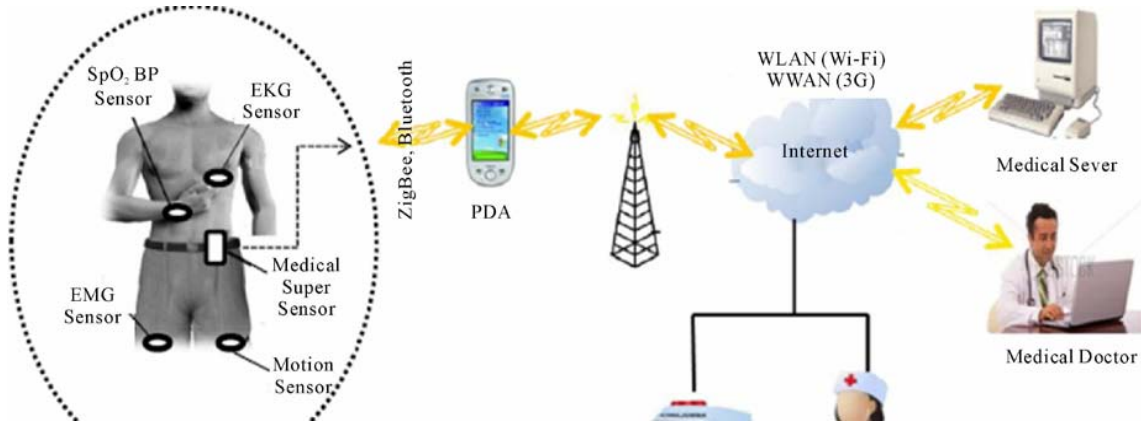 SpO₂ BP
Sensor
EKG
Sensor
Medical
Super
Sensor
EMG
Sensor
Motion
Sensor
ZigBee, Bluetooth
PDA
WLAN (Wi-Fi)
WWAN (3G)
Internet
Medical Sever
Medical Doctor